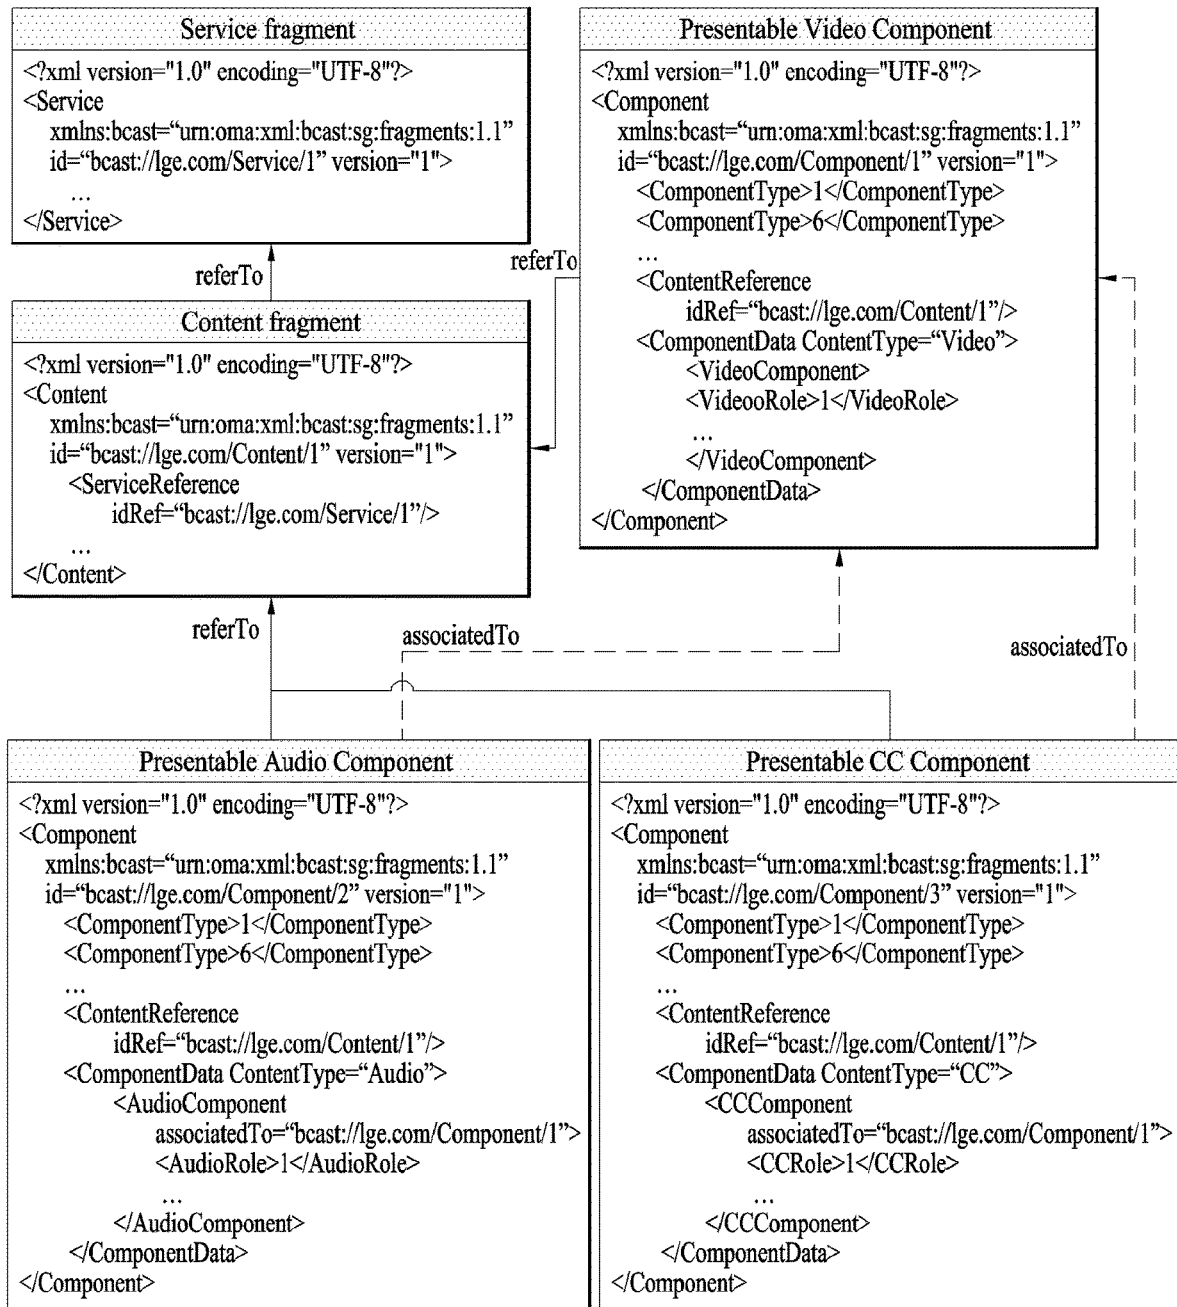 Service fragment
<?xml version="1.0" encoding="UTF-8"?>
<Service
xmlns:bcast=“urn:oma:xml:bcast:sg:fragments:1.1”
id=“bcast://lge.com/Service/1” version="1">
...
</Service>
referTo
Content fragment
<?xml version="1.0" encoding="UTF-8"?>
<Content
xmlns:bcast=“urn:oma:xml:bcast:sg:fragments:1.1”
id=“bcast://lge.com/Content/1” version="1">
<ServiceReference
idRef=“bcast://lge.com/Service/1”/>
...
</Content>
Presentable Video Component
<?xml version="1.0" encoding="UTF-8"?>
<Component
xmlns:bcast=“urn:oma:xml:bcast:sg:fragments:1.1”
id=“bcast://lge.com/Component/1” version="1">
<ComponentType>1</ComponentType>
<ComponentType>6</ComponentType>
...
<ContentReference
idRef=“bcast://lge.com/Content/1”/>
<ComponentData ContentType=“Video”>
<VideoComponent>
<VideooRole>1</VideoRole>
...
</VideoComponent>
</ComponentData>
</Component>
referTo
referTo
associatedTo
associatedTo
Presentable Audio Component
<?xml version="1.0" encoding="UTF-8"?>
<Component
xmlns:bcast=“urn:oma:xml:bcast:sg:fragments:1.1”
id=“bcast://lge.com/Component/2” version="1">
<ComponentType>1</ComponentType>
<ComponentType>6</ComponentType>
...
<ContentReference
idRef=“bcast://lge.com/Content/1”/>
<ComponentData ContentType=“Audio”>
<AudioComponent
associatedTo=“bcast://lge.com/Component/1”>
<AudioRole>1</AudioRole>
...
</AudioComponent>
</ComponentData>
</Component>
Presentable CC Component
<?xml version="1.0" encoding="UTF-8"?>
<Component
xmlns:bcast=“urn:oma:xml:bcast:sg:fragments:1.1”
id=“bcast://lge.com/Component/3” version="1">
<ComponentType>1</ComponentType>
<ComponentType>6</ComponentType>
...
<ContentReference
idRef=“bcast://lge.com/Content/1”/>
<ComponentData ContentType=“CC”>
<CCComponent
associatedTo=“bcast://lge.com/Component/1”>
<CCRole>1</CCRole>
...
</CCComponent>
</ComponentData>
</Component>